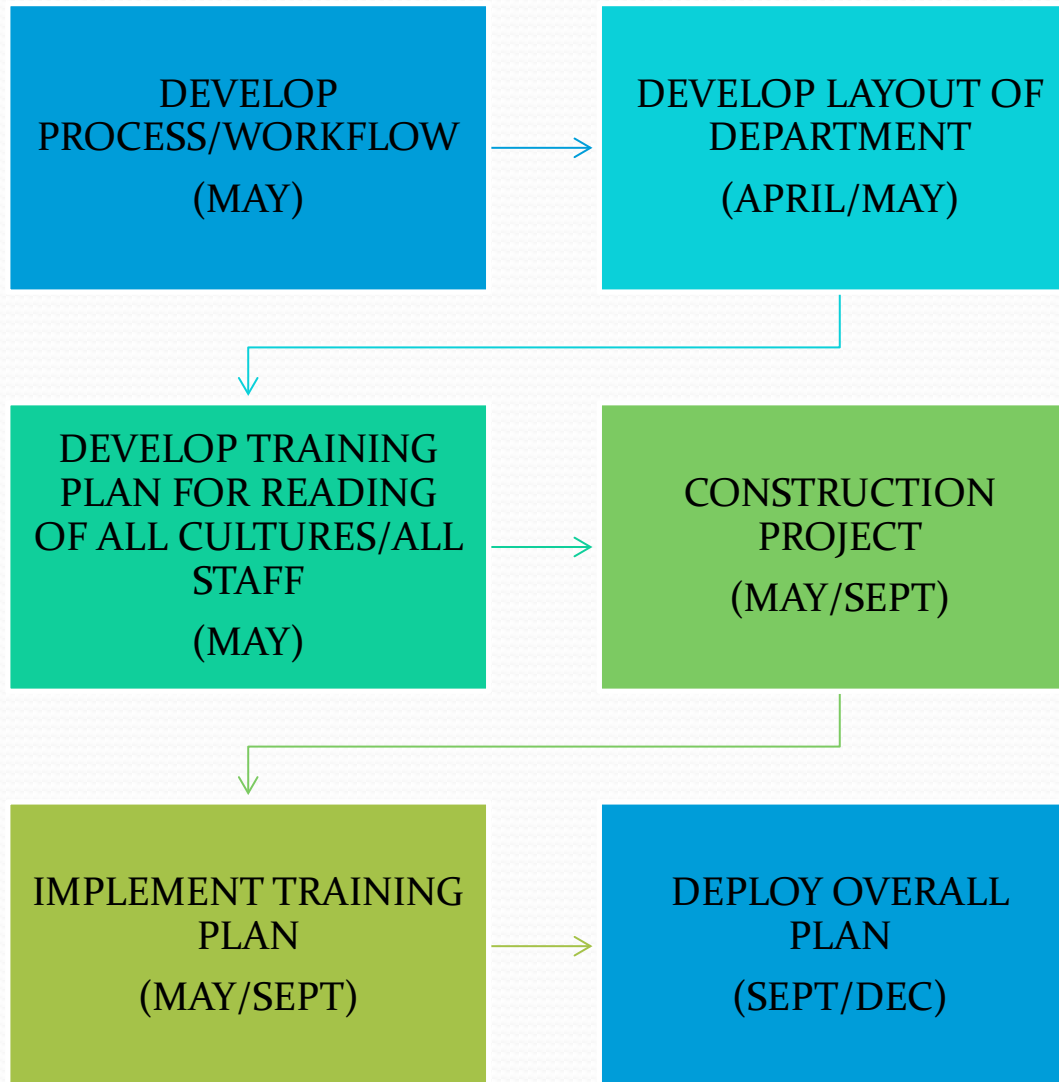 DEVELOP
PROCESS/WORKFLOW
(MAY)
DEVELOP LAYOUT OF
DEPARTMENT
(APRIL/MAY)
DEVELOP TRAINING
PLAN FOR READING
OF ALL CULTURES/ALL
STAFF
(MAY)
CONSTRUCTION
PROJECT
(MAY/SEPT)
IMPLEMENT TRAINING
PLAN
(MAY/SEPT)
DEPLOY OVERALL
PLAN
(SEPT/DEC)